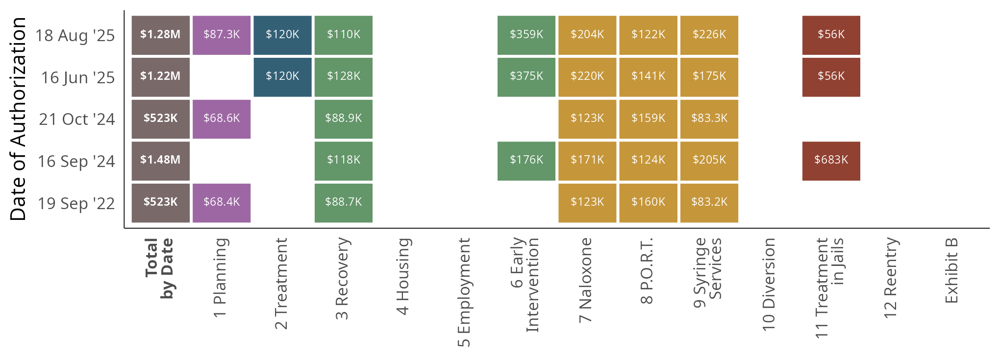 Date of Authorization
18 Aug '25 $1.28M $87.3K $120K $110K $359K $204K $122K $226K $56K
16 Jun '25 $1.22M $120K $128K $375K $220K $141K $175K $56K
21 Oct '24 $523K $68.6K $88.9K $123K $159K $83.3K
16 Sep '24 $1.48M $118K $176K $171K $124K $205K $683K
19 Sep '22 $523K $68.4K $88.7K $123K $160K $83.2K
Total
by Date
1 Planning
2 Treatment
3 Recovery
4 Housing
5 Employment
6 Early
Intervention
7 Naloxone
8 P.O.R.T.
9 Syringe
Services
10 Diversion
11 Treatment
in Jails
12 Reentry
Exhibit B